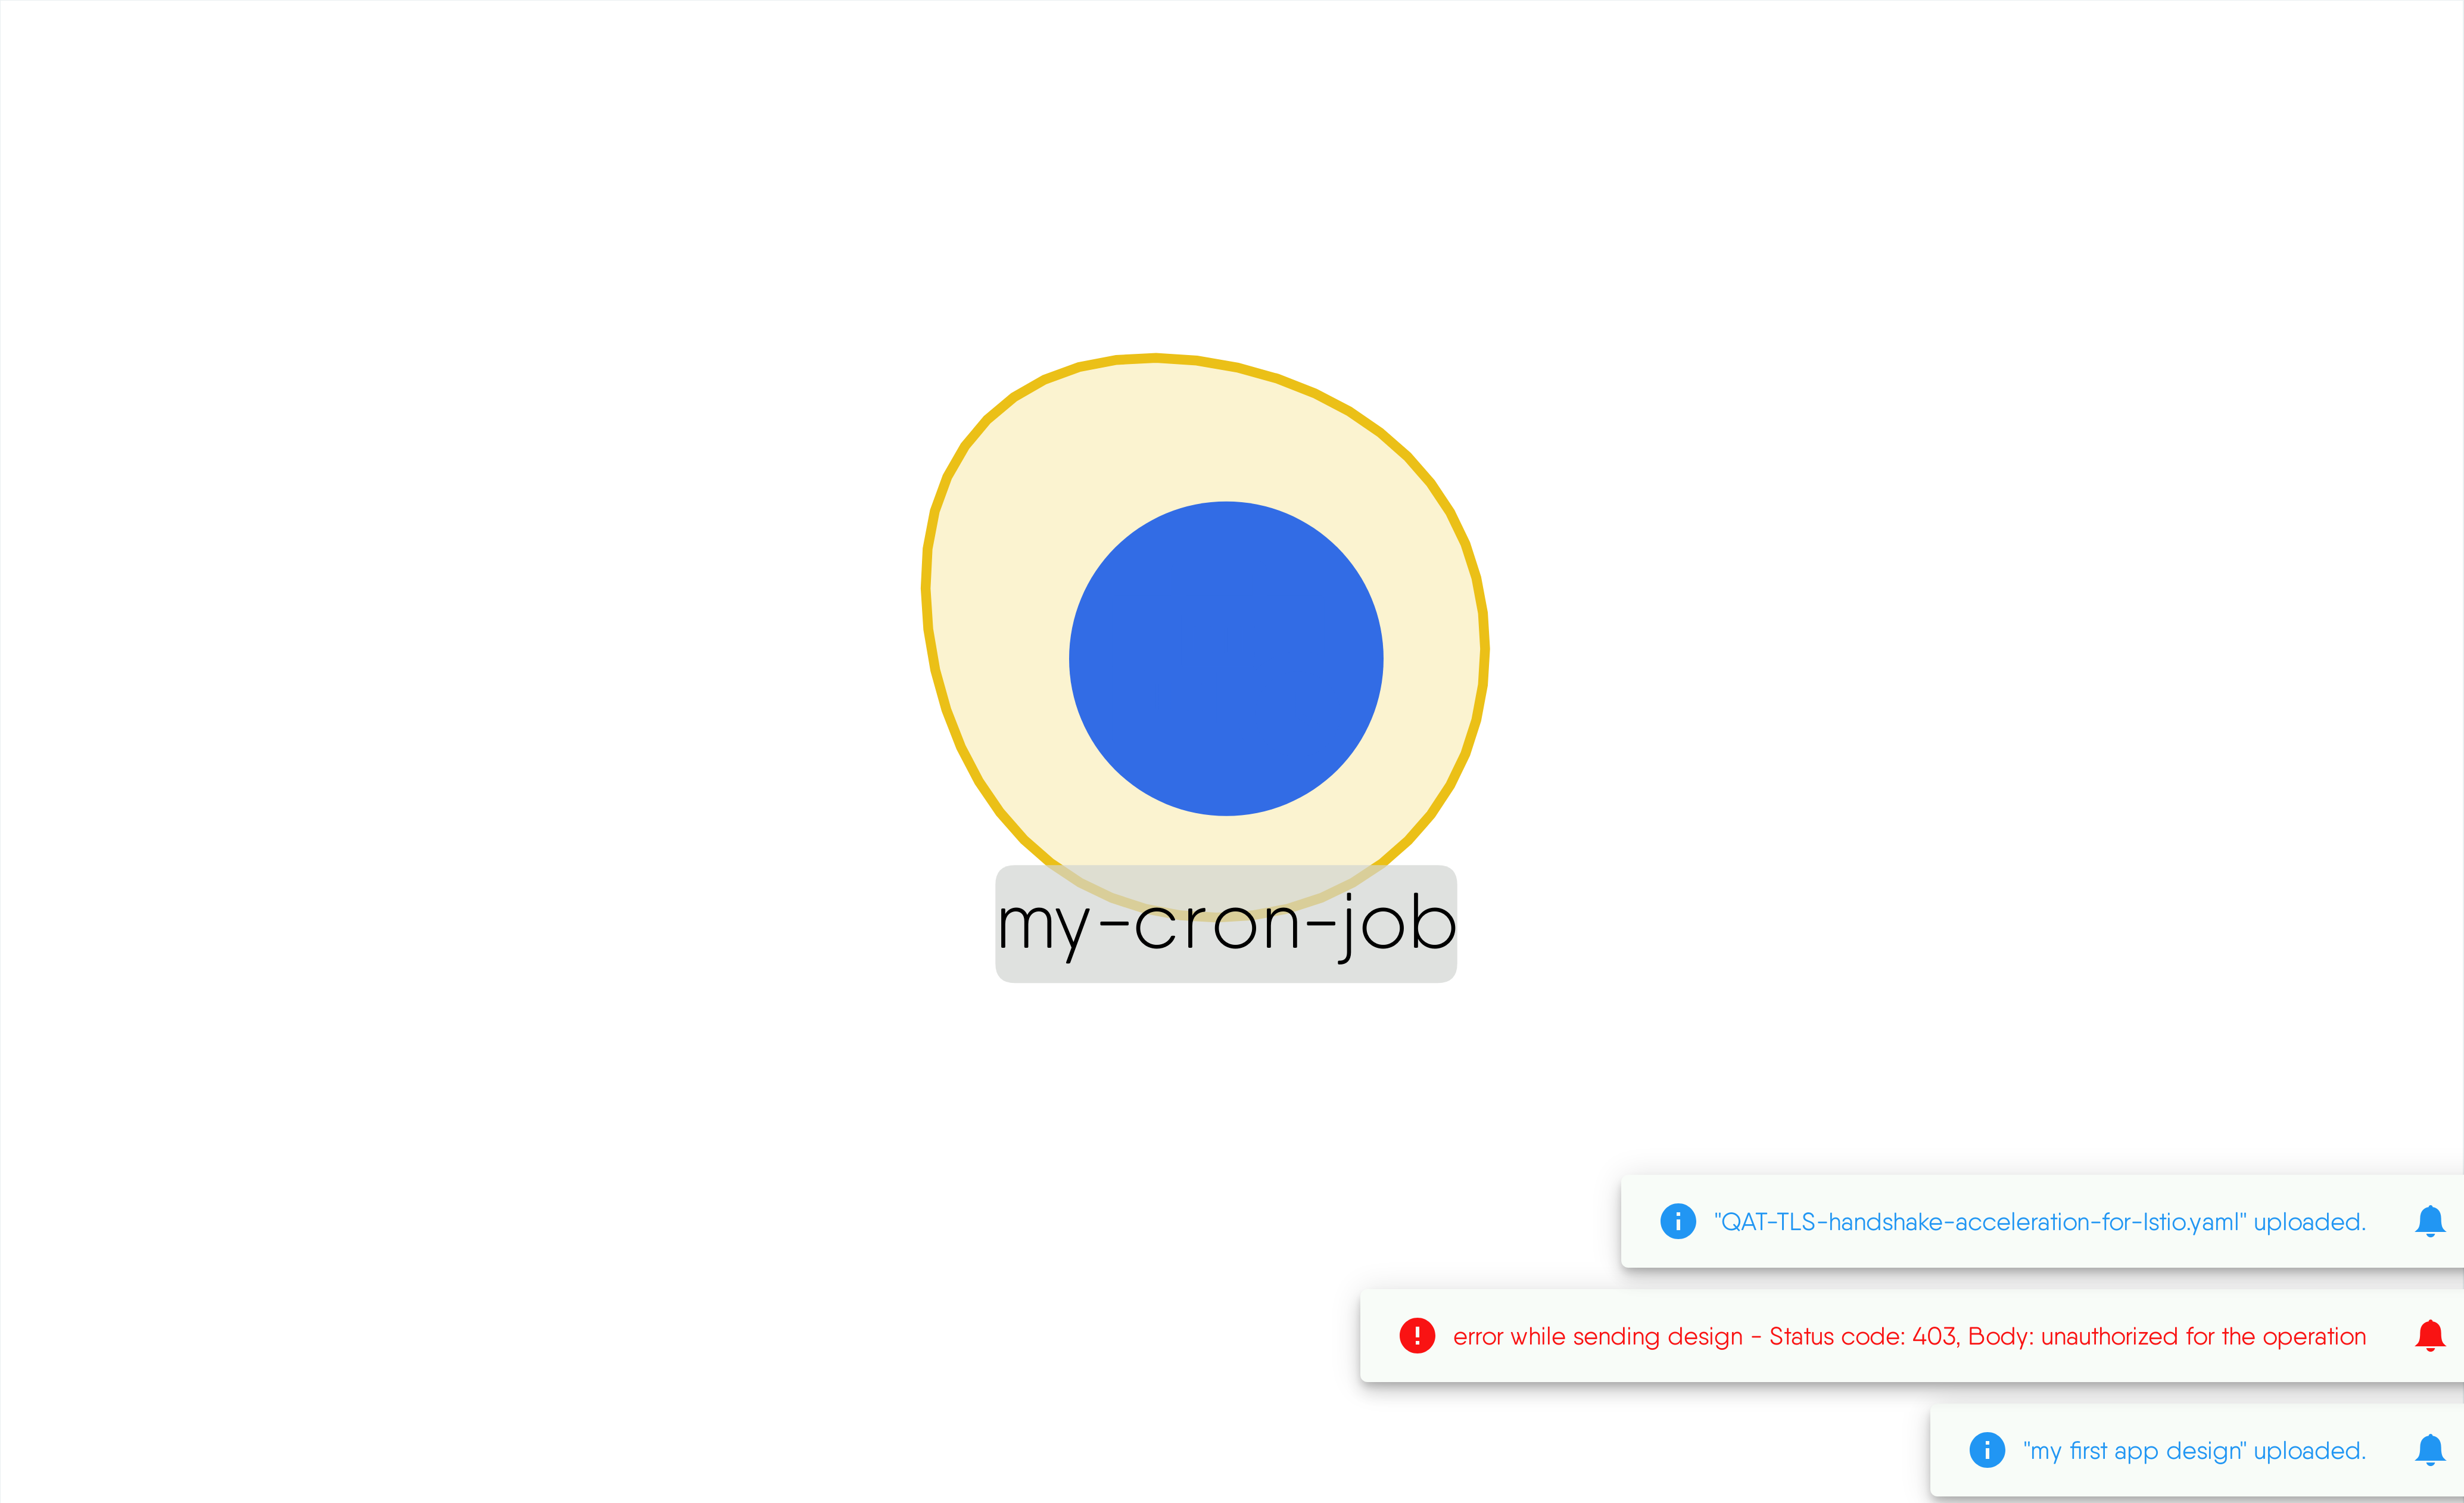 my-cron-job
"QAT-TLS-handshake-acceleration-for-Istio.yaml" uploaded.
error while sending design - Status code: 403, Body: unauthorized for the operation
"my first app design" uploaded.